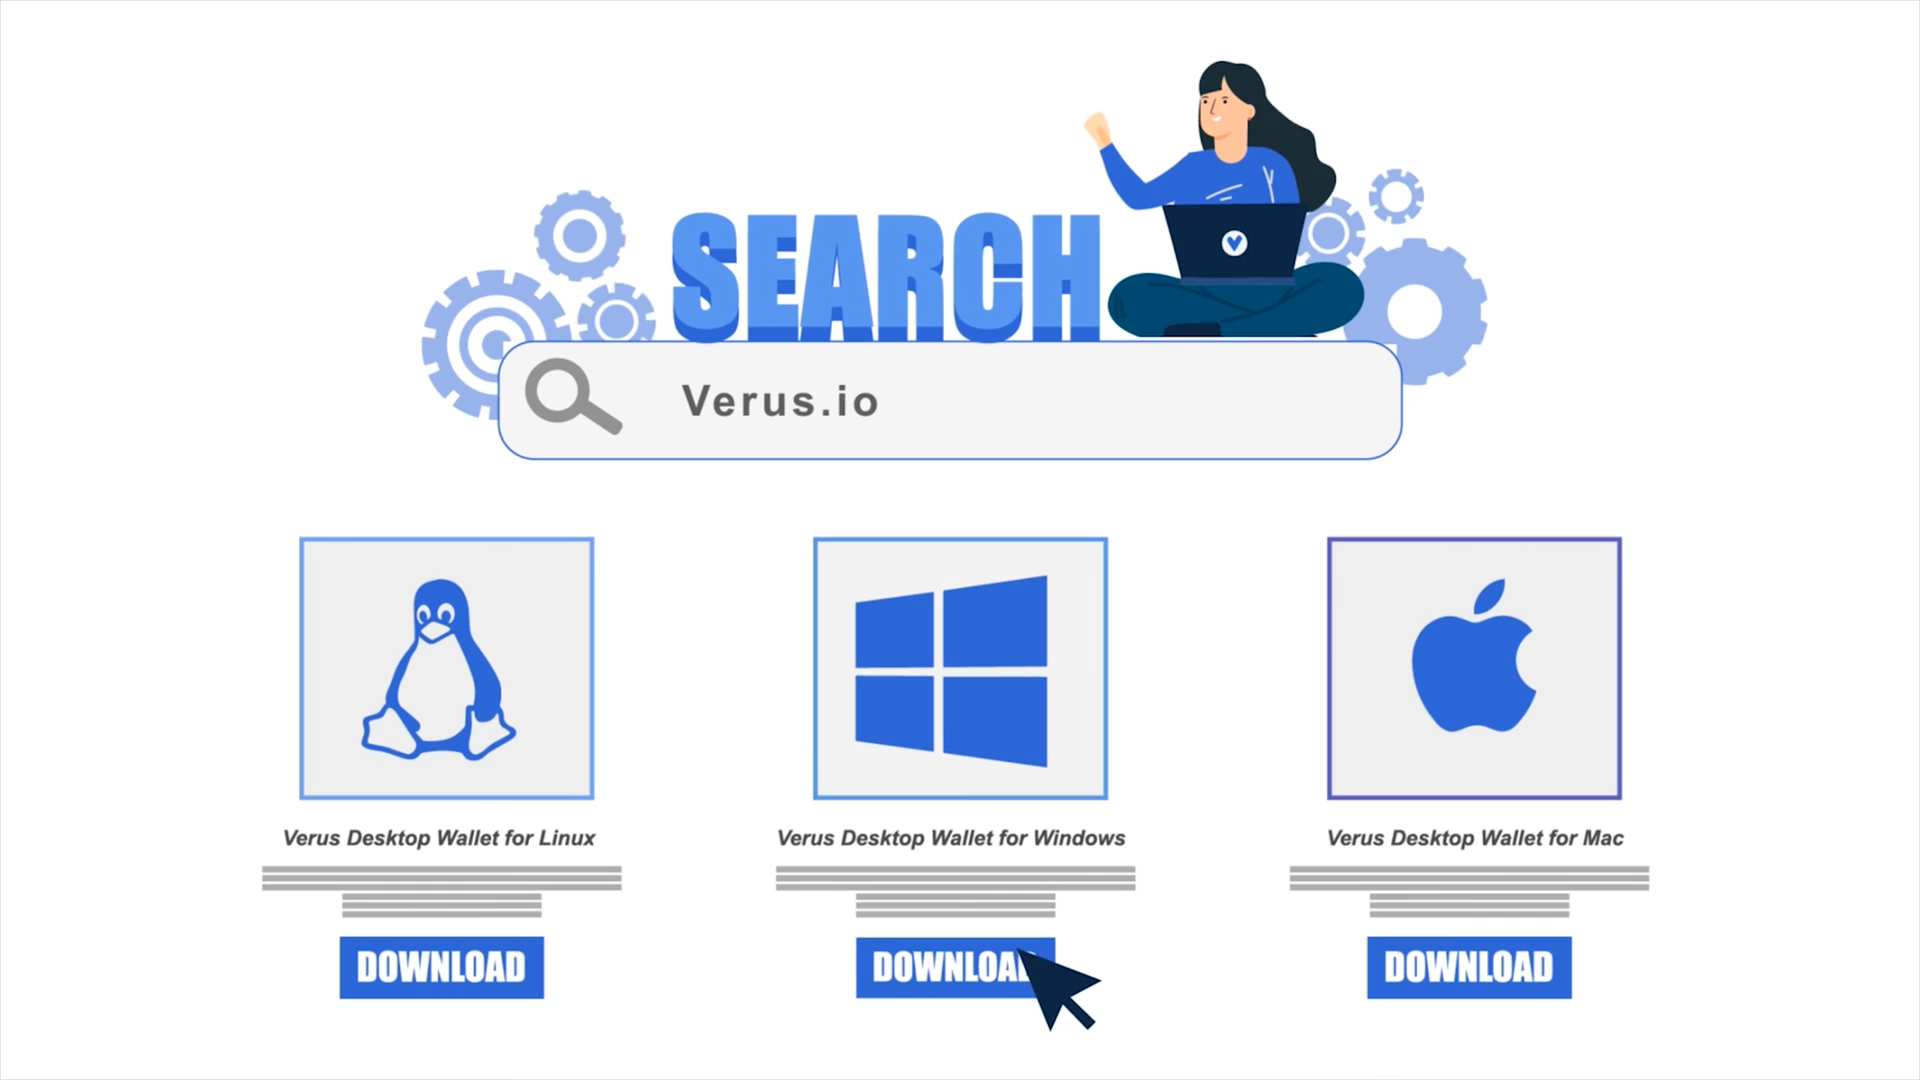 SEARCH
Verus.io
Verus Desktop Wallet for Linux
Verus Desktop Wallet for Windows
Verus Desktop Wallet for Mac
DOWNLOAD
DOWNLOAD
DOWNLOAD